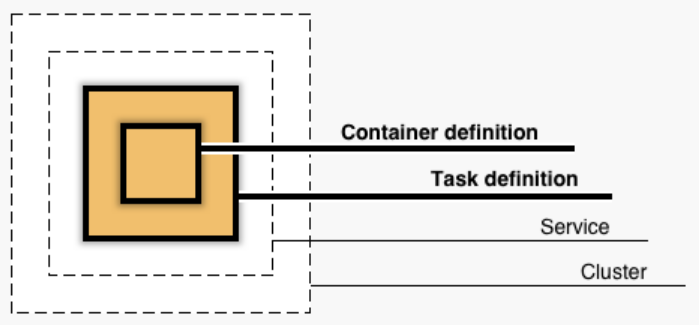 Container definition
Task definition
Service
Cluster